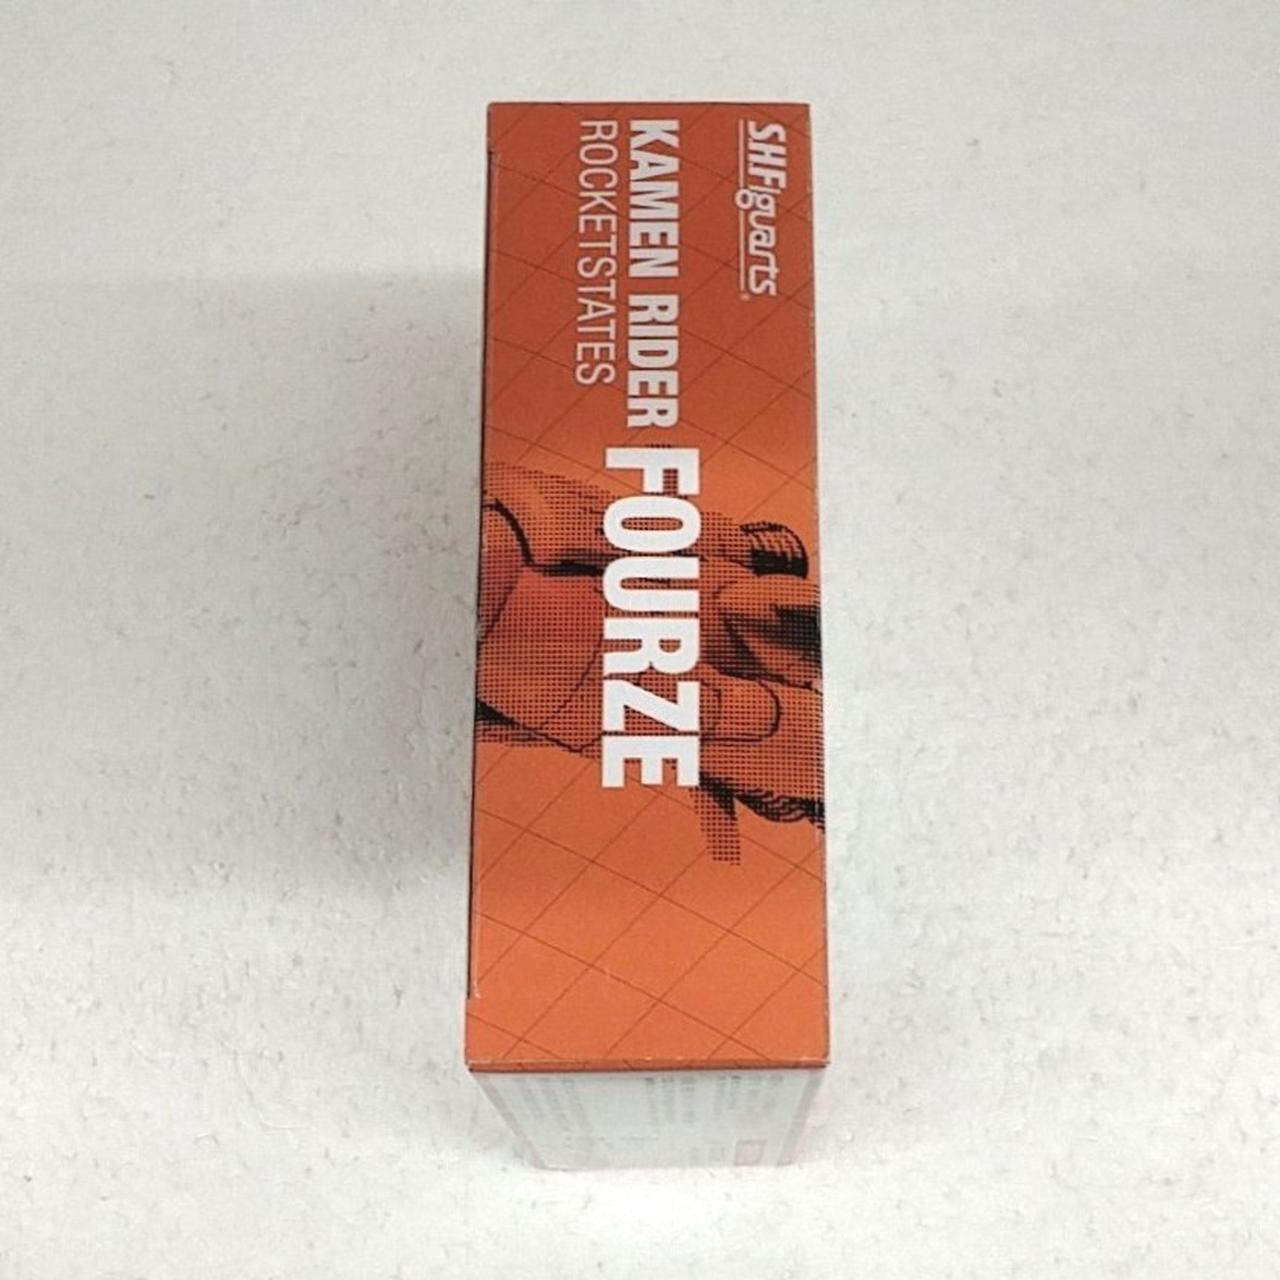 S.H.Figuarts
KAMEN RIDER FOURZE
ROCKETSTATES